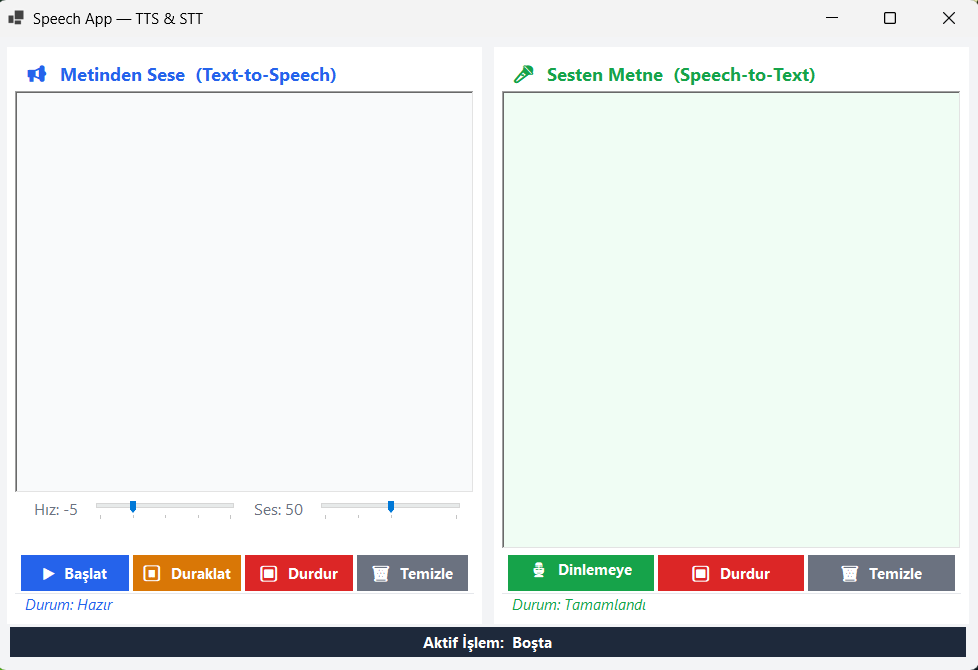 Speech App — TTS & STT
Metinden Sese (Text-to-Speech)
Hız: -5
Ses: 50
Başlat
Duraklat
Durdur
Temizle
Durum: Hazır
Sesten Metne (Speech-to-Text)
Dinlemeye
Durdur
Temizle
Durum: Tamamlandı
Aktif İşlem: Boşta